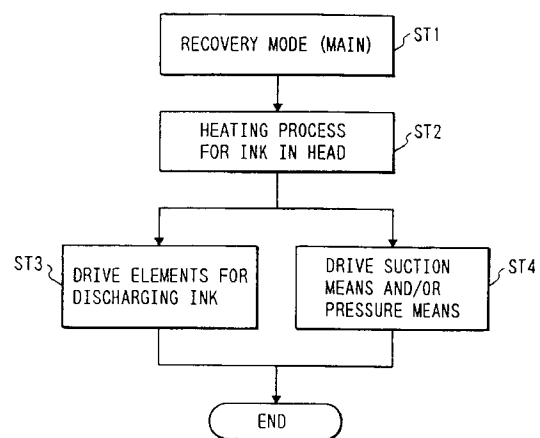 RECOVERY MODE (MAIN)
ST1
HEATING PROCESS
FOR INK IN HEAD
ST2
ST3
DRIVE ELEMENTS FOR
DISCHARGING INK
DRIVE SUCTION
MEANS AND/OR
PRESSURE MEANS
ST4
END